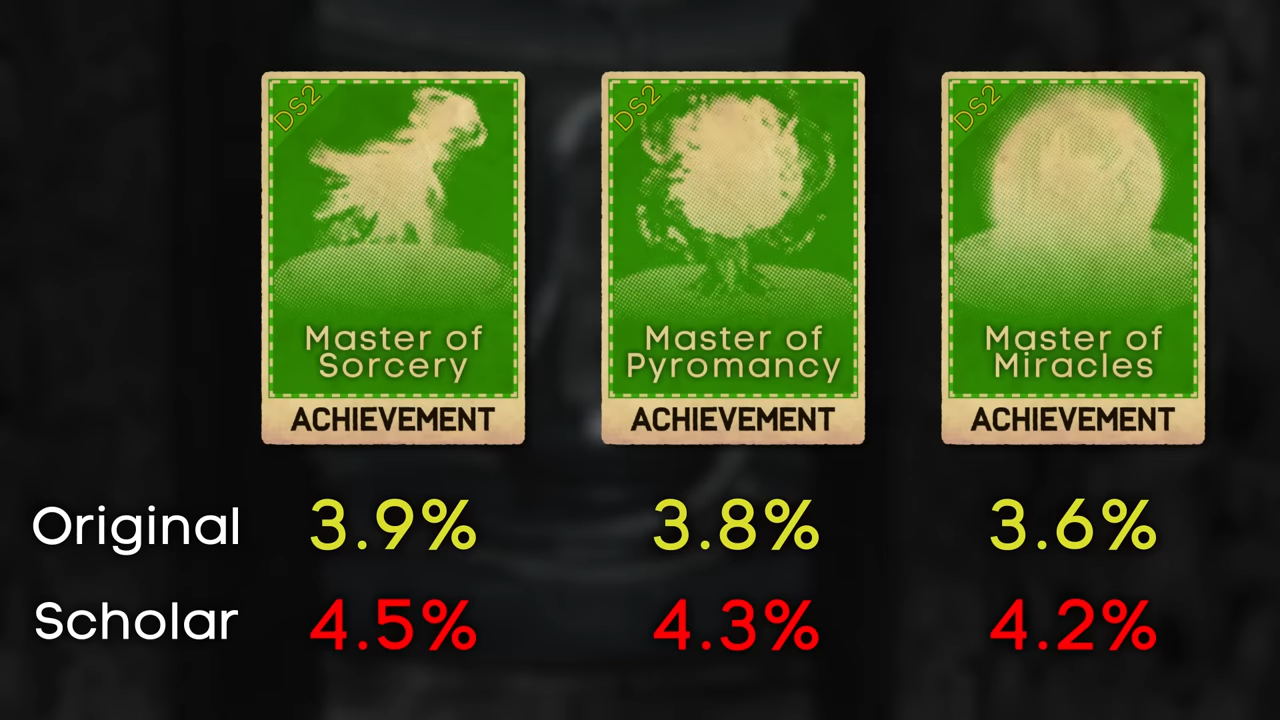 DS2
DS2
DS2
Master of
Sorcery
Master of
Pyromancy
Master of
Miracles
ACHIEVEMENT
ACHIEVEMENT
ACHIEVEMENT
Original 3.9% 3.8% 3.6%
Scholar 4.5% 4.3% 4.2%